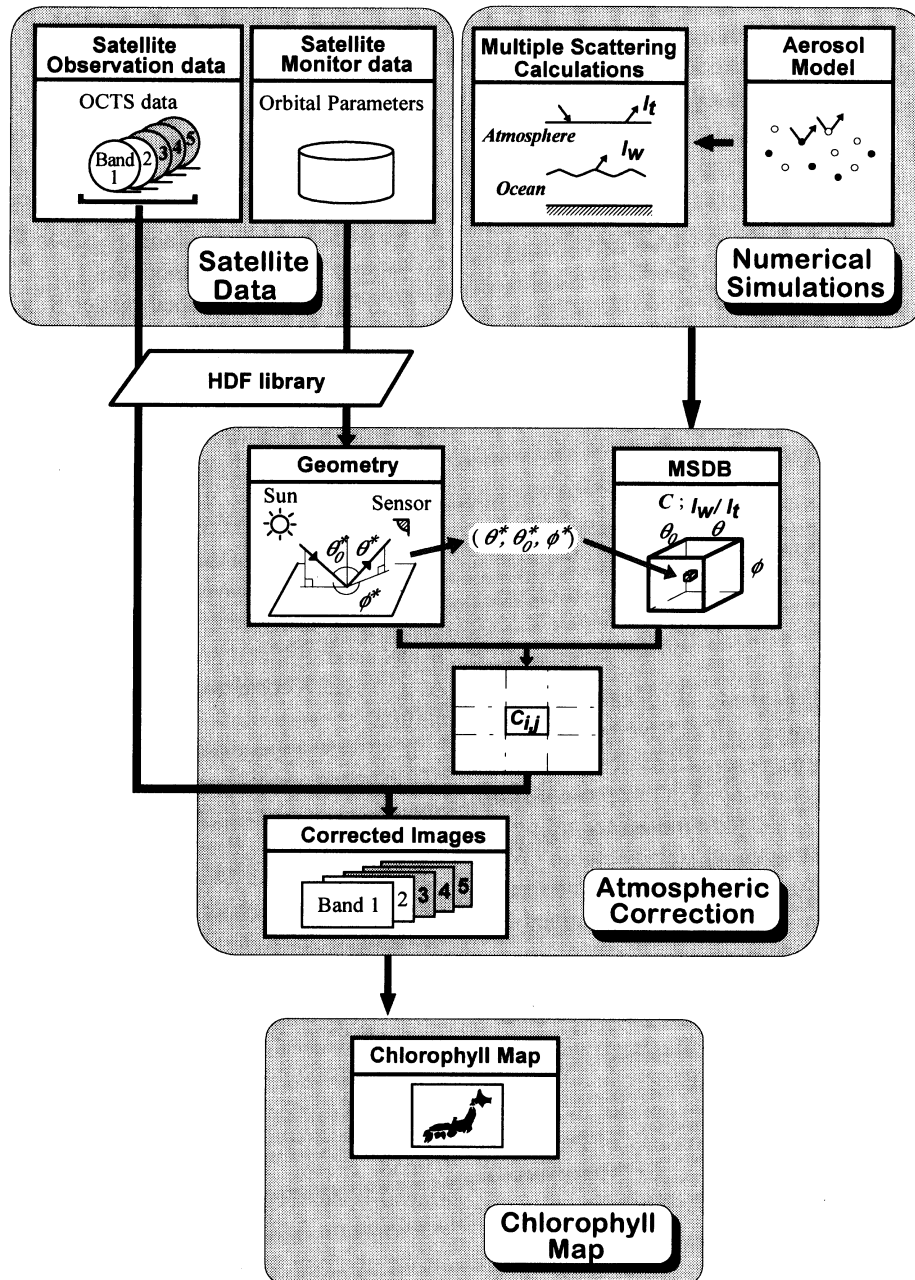 Satellite
Observation data
OCTS data
Band
1
2
3
4
5
Satellite
Monitor data
Orbital Parameters
Satellite
Data
Multiple Scattering
Calculations
It
Atmosphere
Iw
Ocean
Aerosol
Model
Numerical
Simulations
HDF library
Geometry
Sun
Sensor
θ0* θ*
φ*
(θ*, θ0*, φ*)
MSDB
C ; Iw / It
θ0 θ
φ
Ci,j
Corrected Images
Band 1 2 3 4 5
Atmospheric
Correction
Chlorophyll Map
Chlorophyll
Map